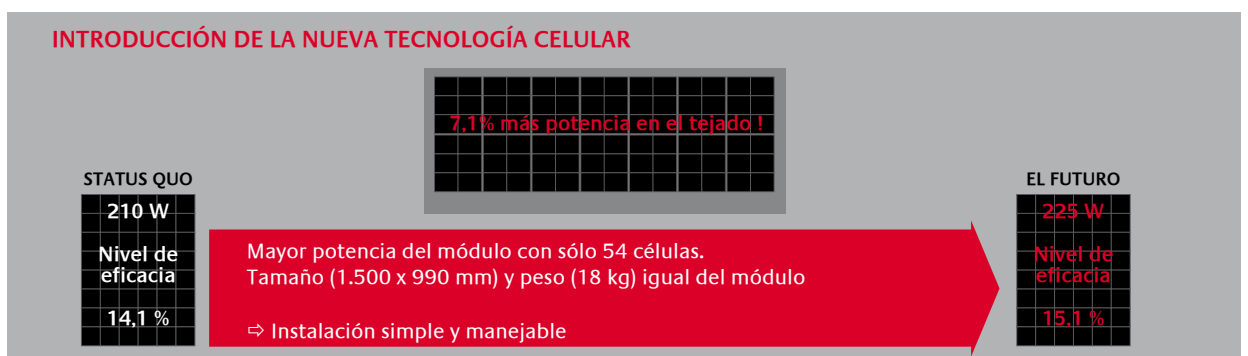 INTRODUCCIÓN DE LA NUEVA TECNOLOGÍA CELULAR
7,1% más potencia en el tejado !
STATUS QUO
210 W
Nivel de
eficacia
14,1 %
Mayor potencia del módulo con sólo 54 células.
Tamaño (1.500 x 990 mm) y peso (18 kg) igual del módulo
⇨ Instalación simple y manejable
EL FUTURO
225 W
Nivel de
eficacia
15,1 %